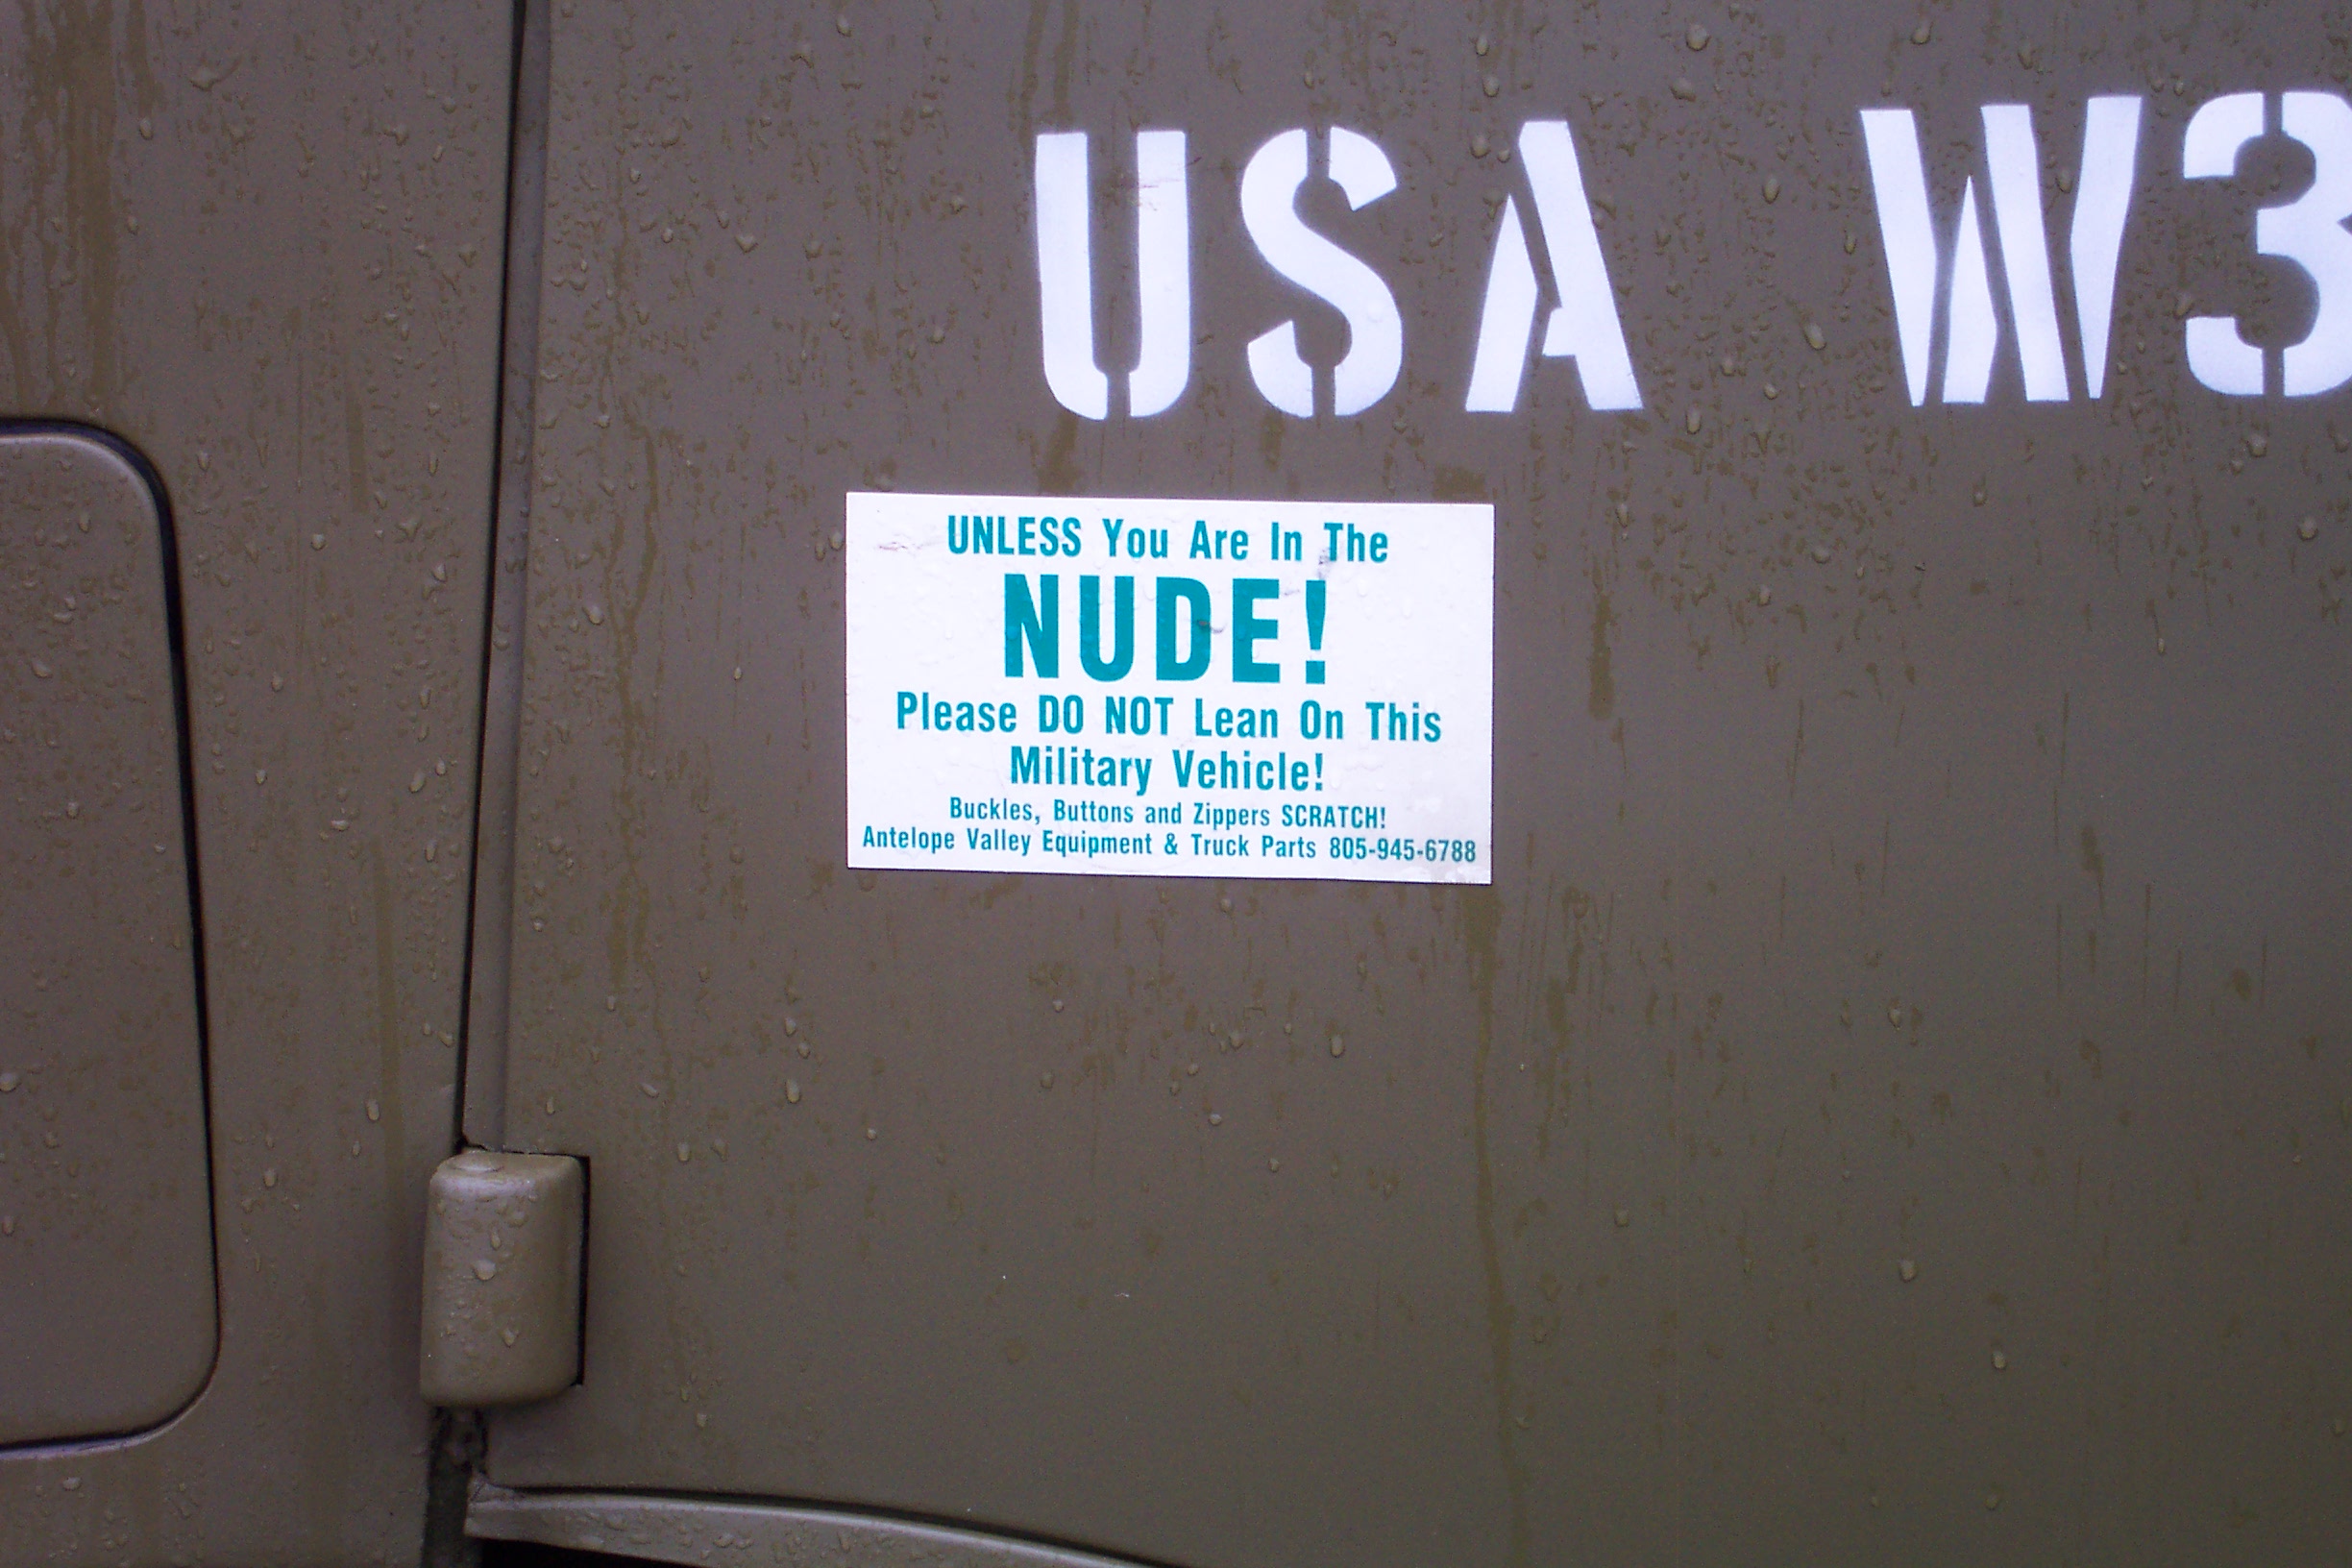 USA W3
UNLESS You Are In The
NUDE!
Please DO NOT Lean On This
Military Vehicle!
Buckles, Buttons and Zippers SCRATCH!
Antelope Valley Equipment & Truck Parts 805-945-6788